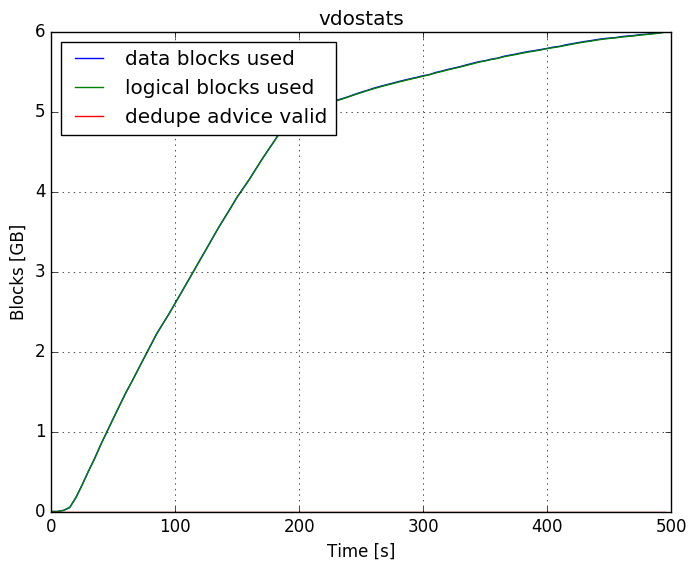 vdostats
data blocks used
logical blocks used
dedupe advice valid
Blocks [GB]
6
5
4
3
2
1
0
0 100 200 300 400 500
Time [s]